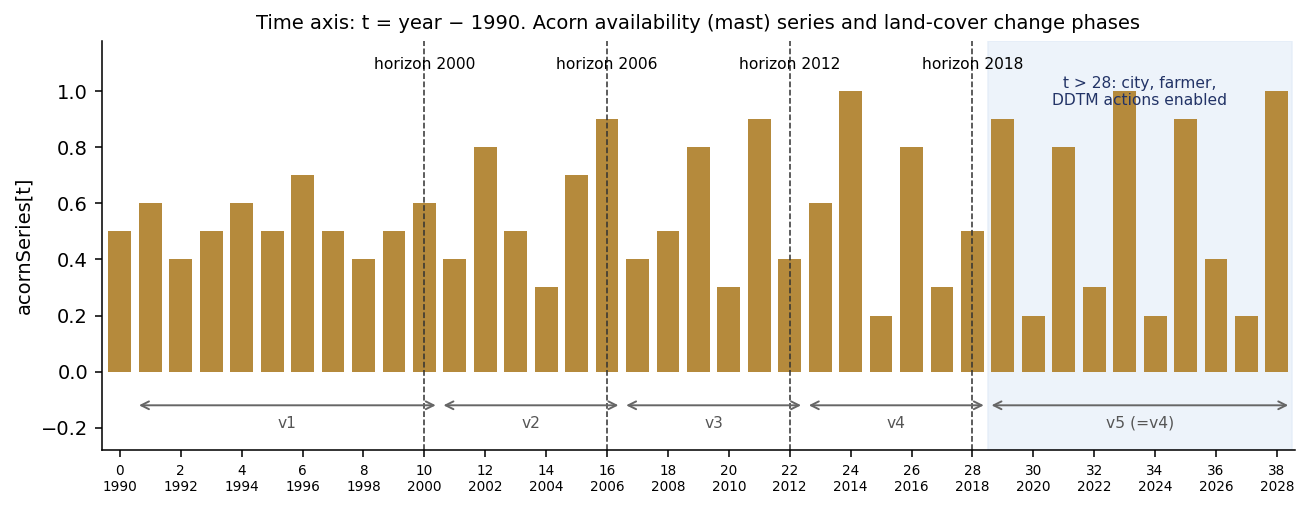 Time axis: t = year − 1990. Acorn availability (mast) series and land-cover change phases
horizon 2000
horizon 2006
horizon 2012
horizon 2018
t > 28: city, farmer,
DDTM actions enabled
acornSeries[t]
1.0
0.8
0.6
0.4
0.2
0.0
−0.2
v1
v2
v3
v4
v5 (=v4)
0 2 4 6 8 10 12 14 16 18 20 22 24 26 28 30 32 34 36 38
1990 1992 1994 1996 1998 2000 2002 2004 2006 2008 2010 2012 2014 2016 2018 2020 2022 2024 2026 2028